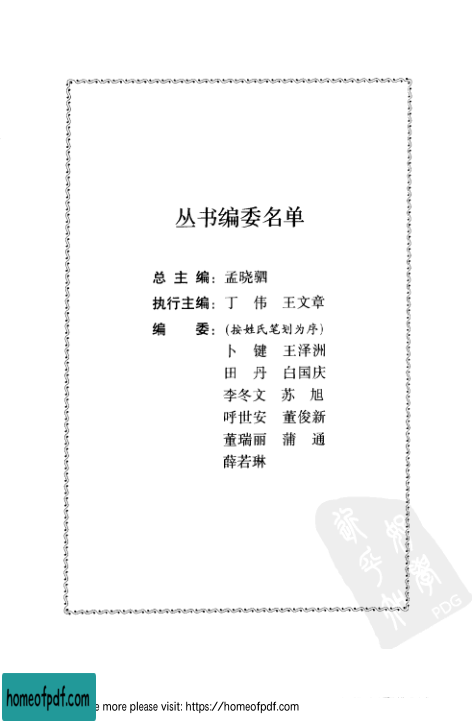 丛书编委名单
总 主 编：孟晓驷
执行主编：丁　伟　王文章
编　　委：（按姓氏笔划为序）
卜　键　王泽洲
田　丹　白国庆
李冬文　苏　旭
呼世安　董俊新
董瑞丽　蒲　通
薛若琳
PDG
homeofpdf.com
e more please visit: https://homeofpdf.com